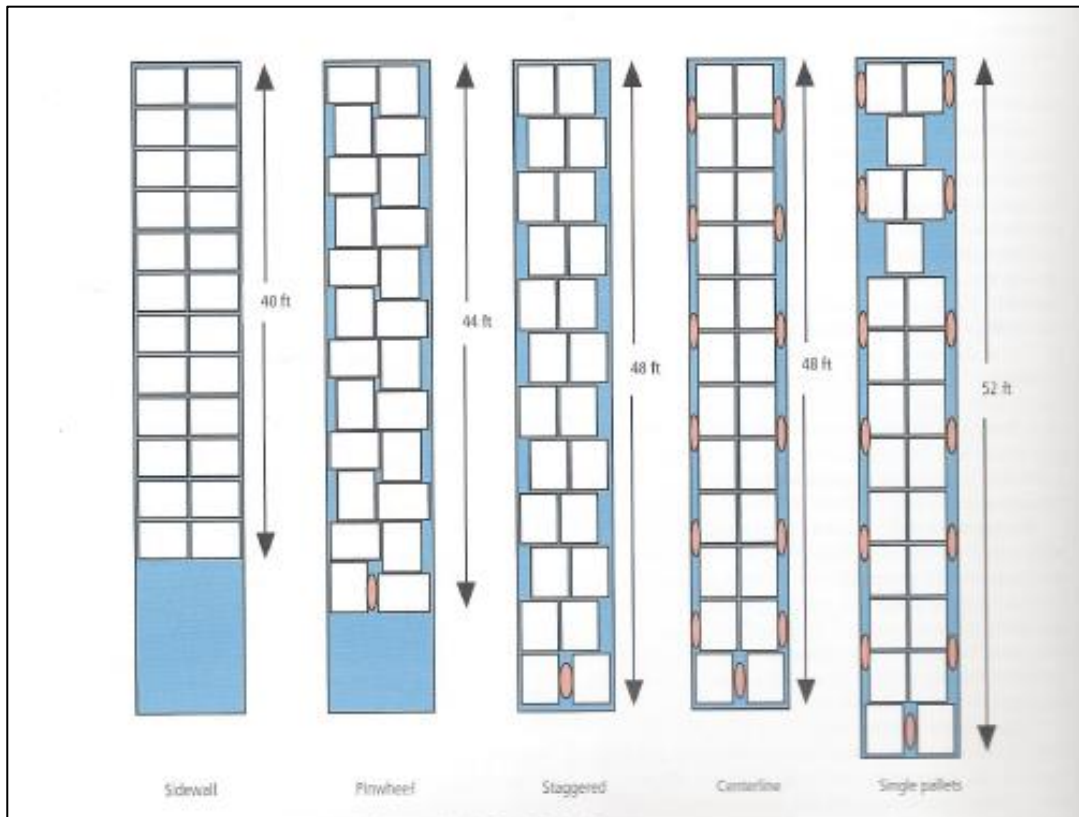 40 ft
44 ft
48 ft
48 ft
52 ft
Sidewall
Pinwheel
Staggered
Centerline
Single pallets